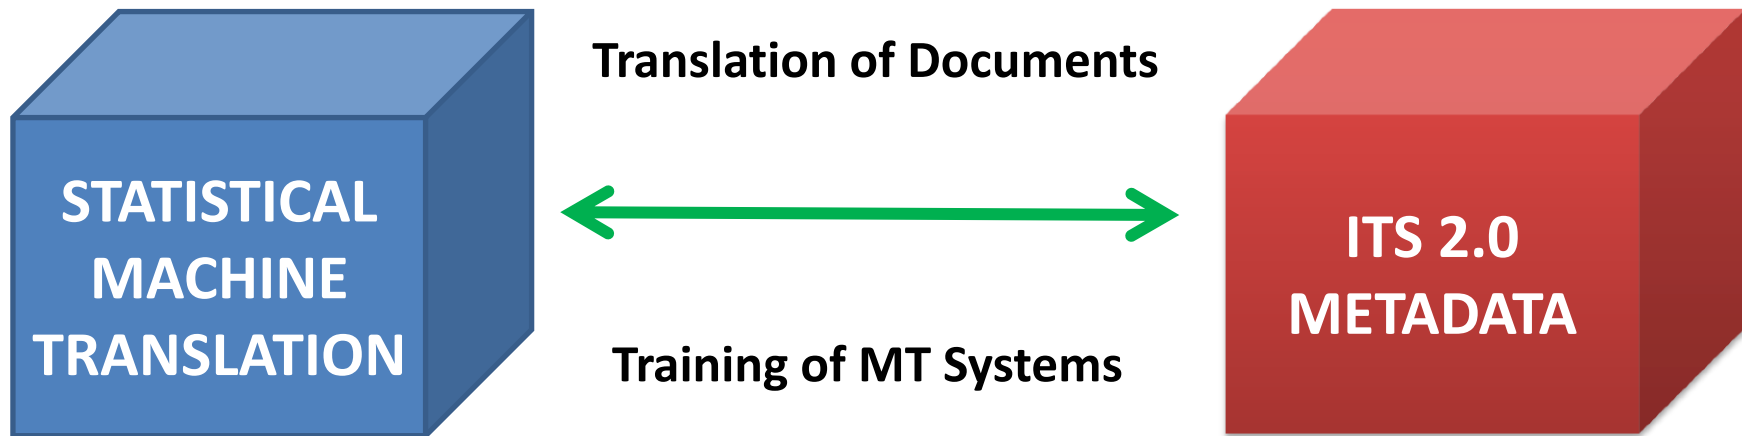 STATISTICAL
MACHINE
TRANSLATION
Translation of Documents
Training of MT Systems
ITS 2.0
METADATA